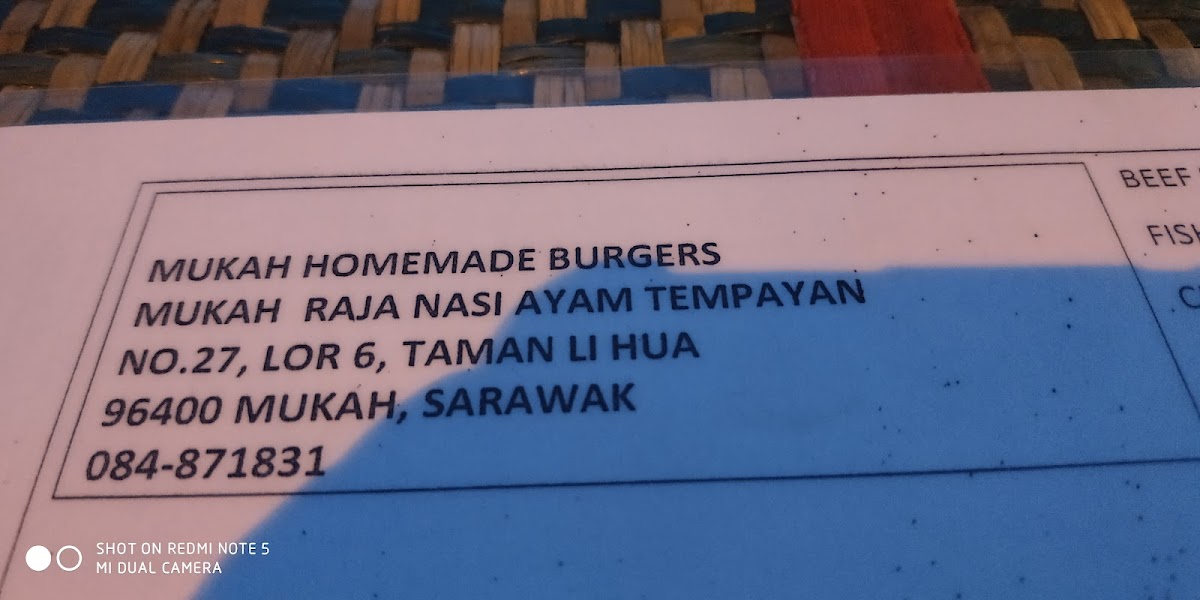 MUKAH HOMEMADE BURGERS
MUKAH RAJA NASI AYAM TEMPAYAN
NO.27, LOR 6, TAMAN LI HUA
96400 MUKAH, SARAWAK
084-871831
BEEF
SHOT ON REDMI NOTE 5
MI DUAL CAMERA